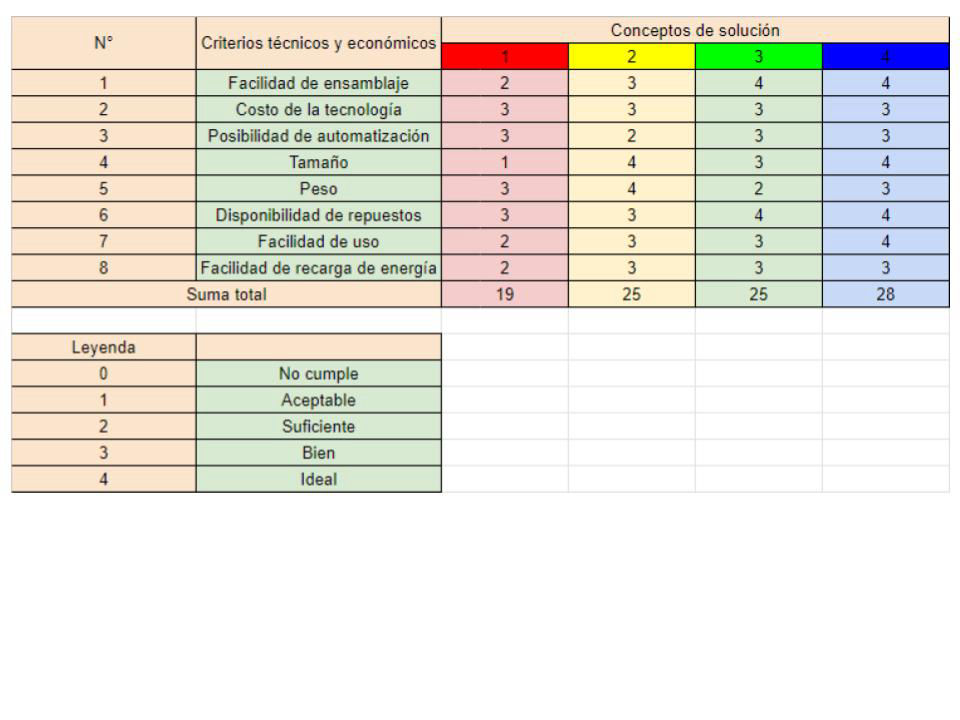 N° Criterios técnicos y económicos Conceptos de solución
1 2 3 4
1 Facilidad de ensamblaje 2 3 4 4
2 Costo de la tecnología 3 3 3 3
3 Posibilidad de automatización 3 2 3 3
4 Tamaño 1 4 3 4
5 Peso 3 4 2 3
6 Disponibilidad de repuestos 3 3 4 4
7 Facilidad de uso 2 3 3 4
8 Facilidad de recarga de energía 2 3 3 3
Suma total 19 25 25 28
Leyenda
0 No cumple
1 Aceptable
2 Suficiente
3 Bien
4 Ideal